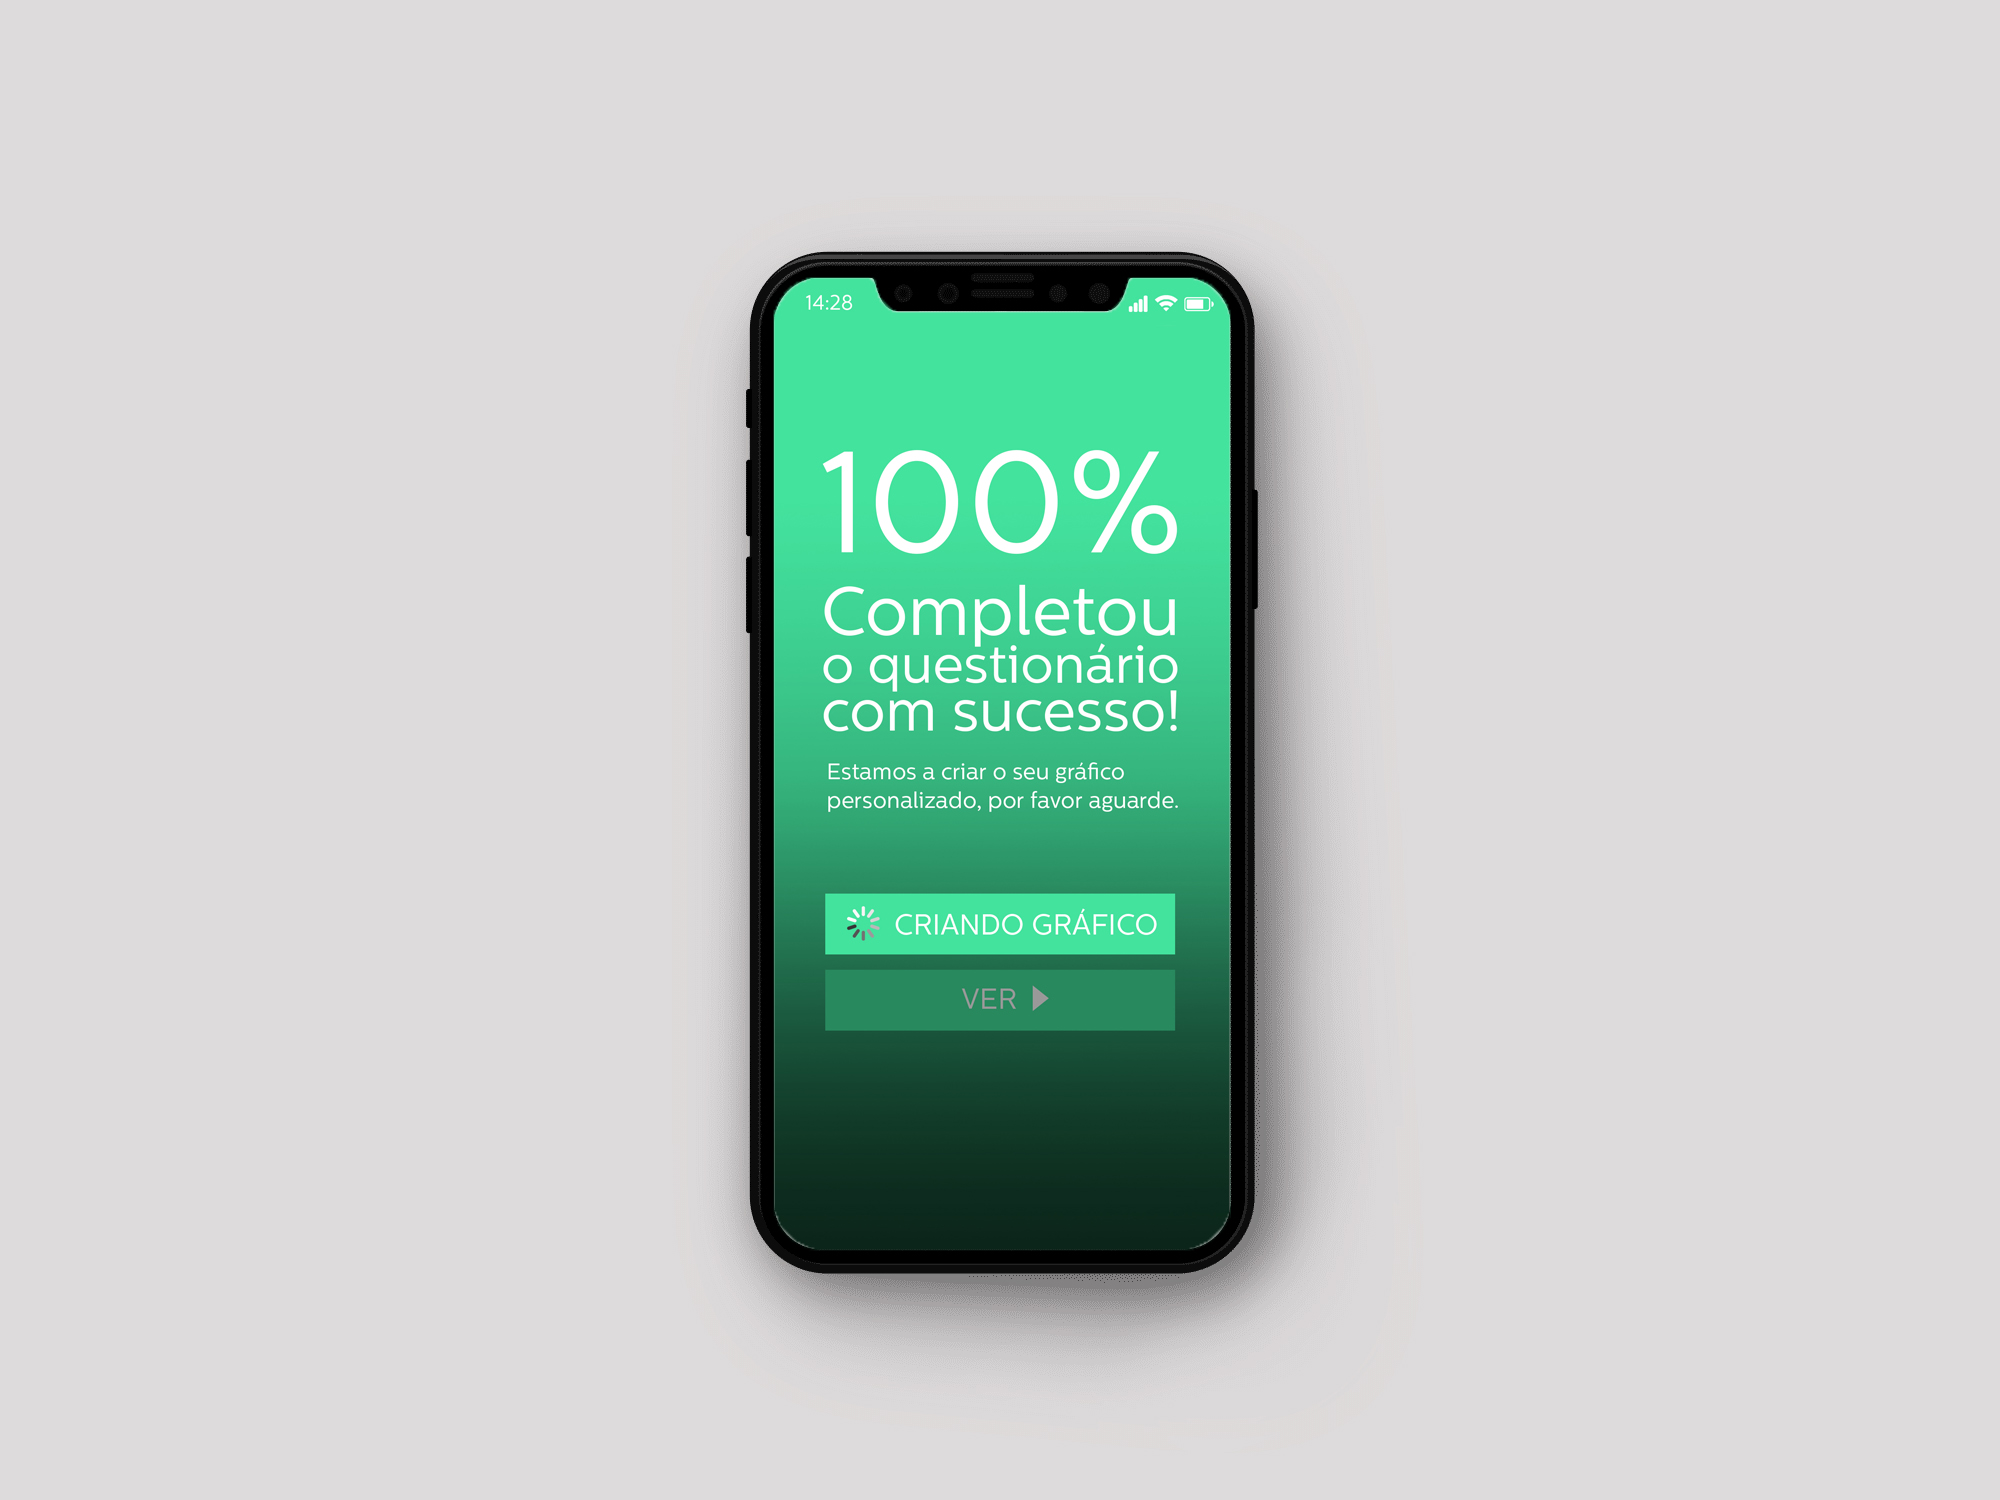 14:28
100%
Completou
o questionário
com sucesso!
Estamos a criar o seu gráfico
personalizado, por favor aguarde.
CRIANDO GRÁFICO
VER